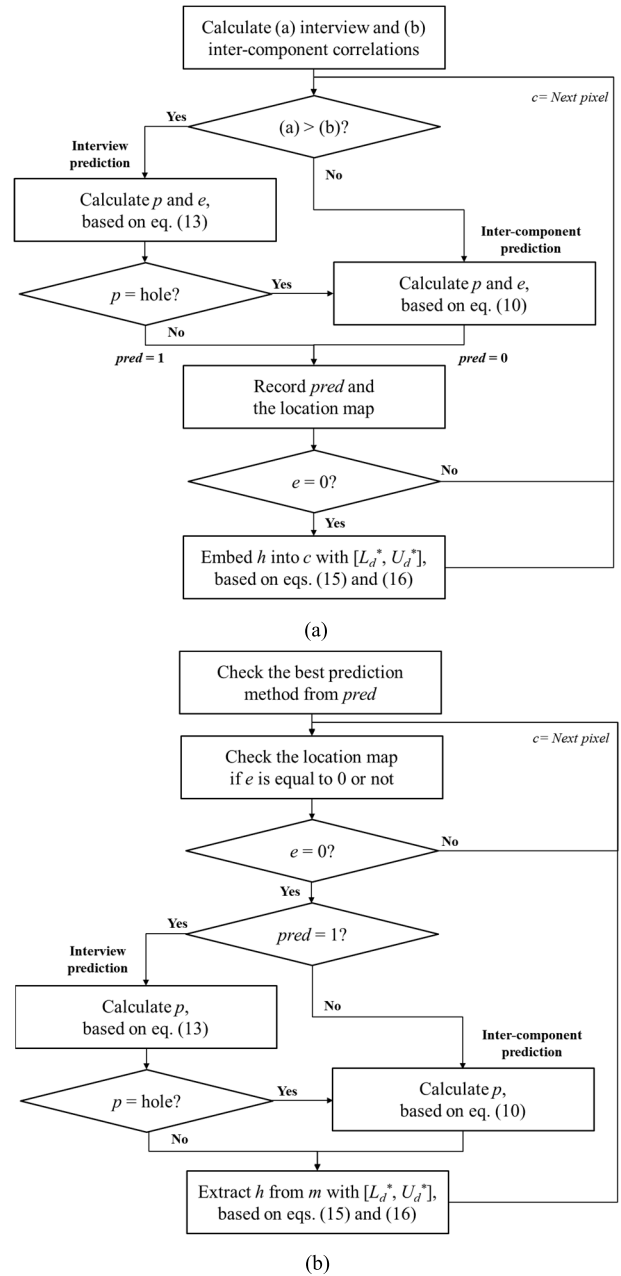 Calculate (a) interview and (b)
inter-component correlations
c= Next pixel
(a) > (b)?
Yes
No
Interview
prediction
Calculate p and e,
based on eq. (13)
Inter-component
prediction
Calculate p and e,
based on eq. (10)
p = hole?
Yes
No
pred = 1
pred = 0
Record pred and
the location map
e = 0?
No
Yes
Embed h into c with [L_d*, U_d*],
based on eqs. (15) and (16)
(a)
Check the best prediction
method from pred
c= Next pixel
Check the location map
if e is equal to 0 or not
e = 0?
No
Yes
pred = 1?
Yes
No
Interview
prediction
Calculate p,
based on eq. (13)
Inter-component
prediction
Calculate p,
based on eq. (10)
p = hole?
Yes
No
Extract h from m with [L_d*, U_d*],
based on eqs. (15) and (16)
(b)